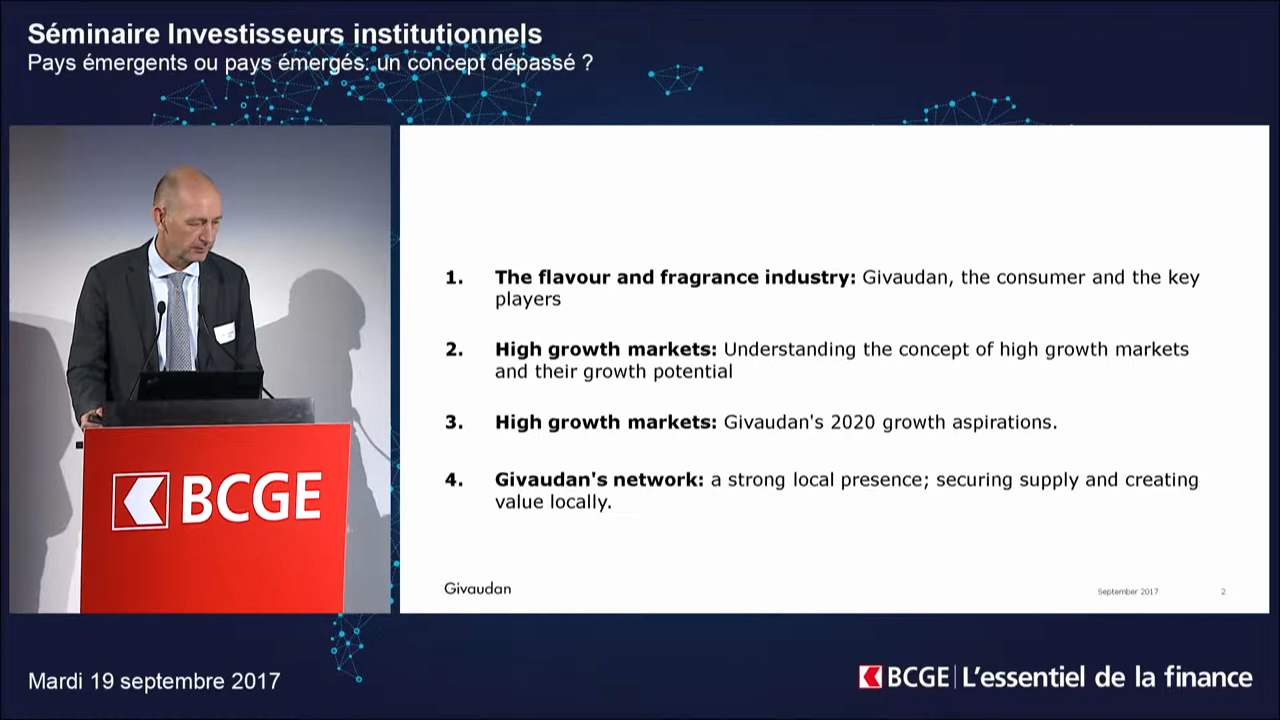 Séminaire Investisseurs institutionnels
Pays émergents ou pays émergés: un concept dépassé ?
BCGE
1. The flavour and fragrance industry: Givaudan, the consumer and the key
players
2. High growth markets: Understanding the concept of high growth markets
and their growth potential
3. High growth markets: Givaudan's 2020 growth aspirations.
4. Givaudan's network: a strong local presence; securing supply and creating
value locally.
Givaudan
September 2017
2
Mardi 19 septembre 2017
BCGE | L'essentiel de la finance